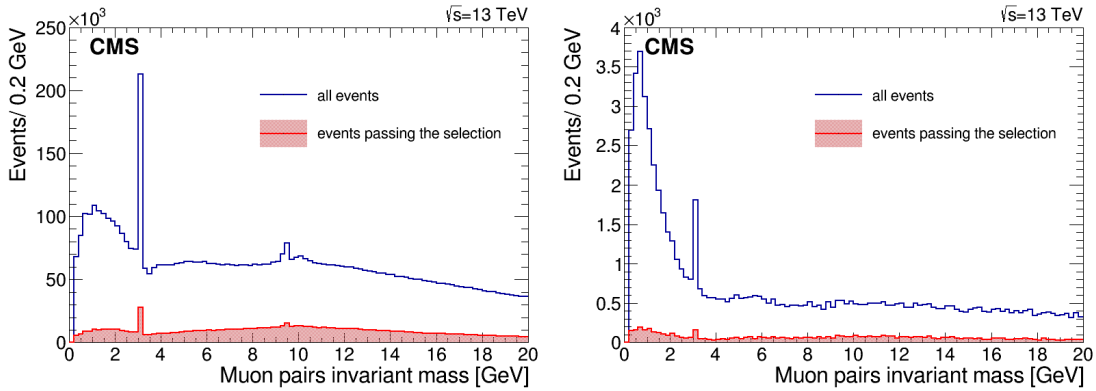 ×10³ √s=13 TeV
CMS
all events
events passing the selection
Events/ 0.2 GeV
250
200
150
100
50
0
0 2 4 6 8 10 12 14 16 18 20
Muon pairs invariant mass [GeV]
×10³ √s=13 TeV
CMS
all events
events passing the selection
Events/ 0.2 GeV
4
3.5
3
2.5
2
1.5
1
0.5
0
0 2 4 6 8 10 12 14 16 18 20
Muon pairs invariant mass [GeV]